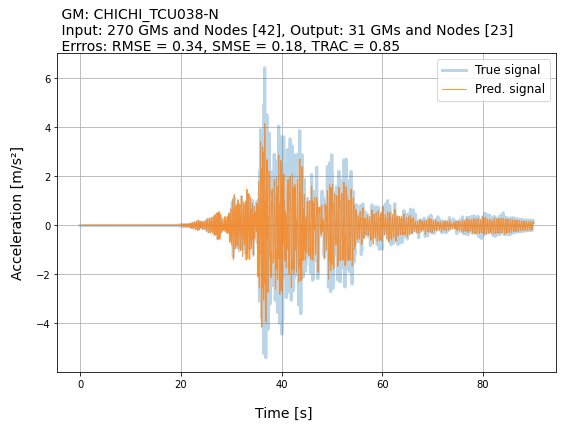 GM: CHICHI_TCU038-N
Input: 270 GMs and Nodes [42], Output: 31 GMs and Nodes [23]
Errros: RMSE = 0.34, SMSE = 0.18, TRAC = 0.85
True signal
Pred. signal
6
4
2
0
−2
−4
Acceleration [m/s²]
0 20 40 60 80
Time [s]